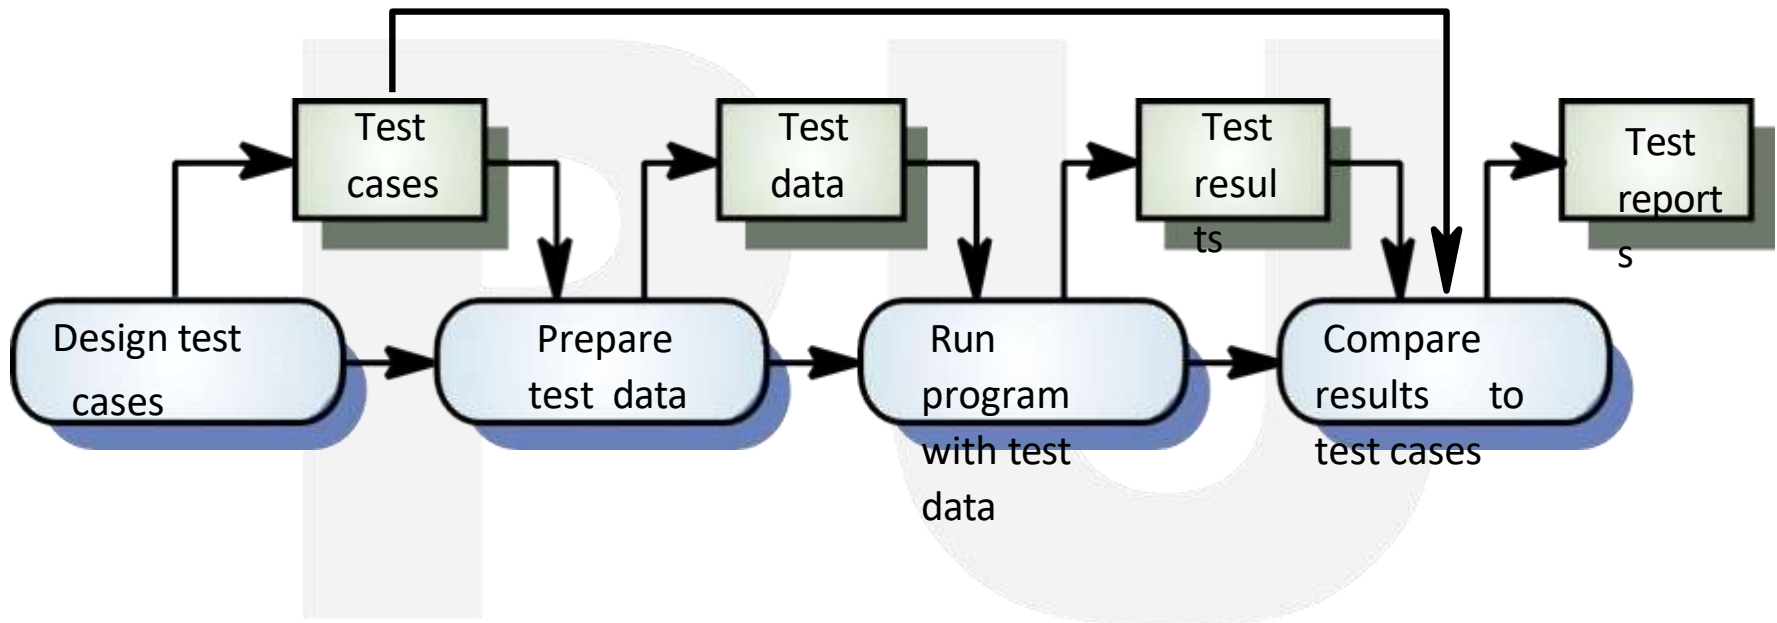 Test
cases
Test
data
Test
resul
ts
Test
report
s
Design test
cases
Prepare
test data
Run
program
with test
data
Compare
results to
test cases